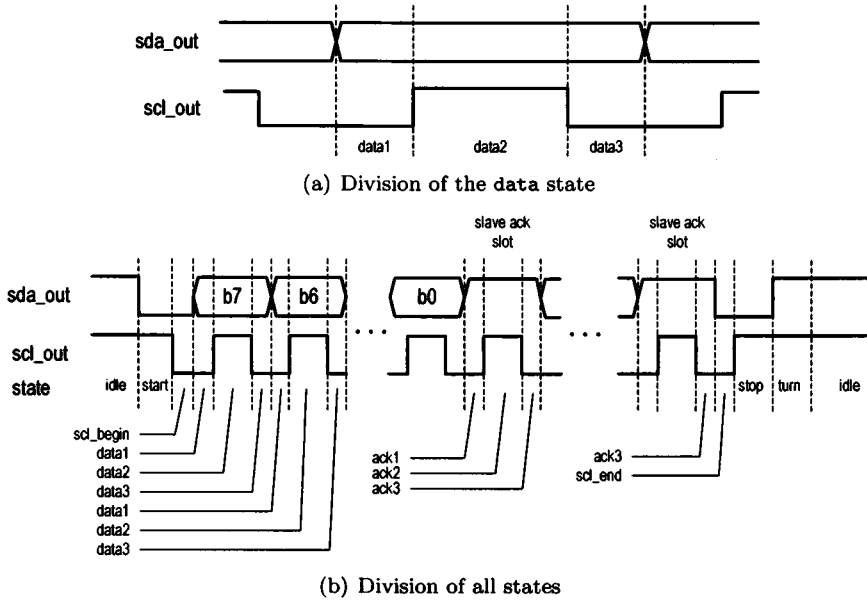 sda_out
scl_out
data1 data2 data3
(a) Division of the data state
slave ack slave ack
slot slot
sda_out b7 b6 ... b0 ...
scl_out
state idle start stop turn idle
scl_begin
data1
data2
data3
data1
data2
data3
ack1
ack2
ack3
ack3
scl_end
(b) Division of all states